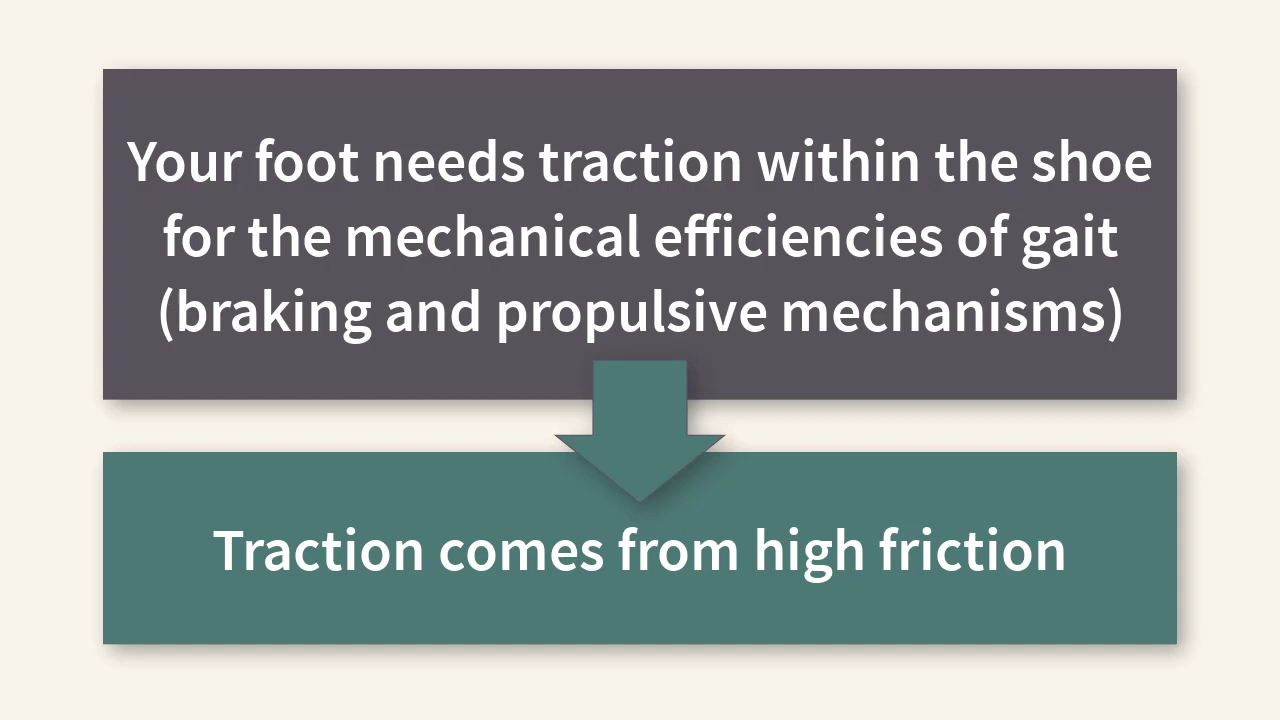 Your foot needs traction within the shoe
for the mechanical efficiencies of gait
(braking and propulsive mechanisms)
Traction comes from high friction